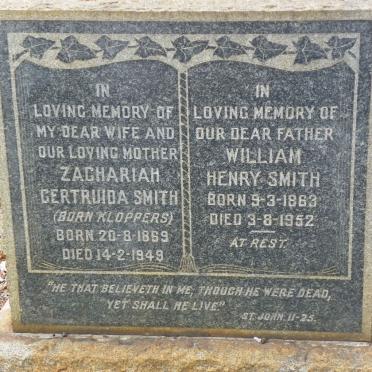 IN
LOVING MEMORY OF
MY DEAR WIFE AND
OUR LOVING MOTHER
ZACHARIAH
GERTRUIDA SMITH
(BORN KLOPPERS)
BORN 20-8-1869
DIED 14-2-1949
IN
LOVING MEMORY OF
OUR DEAR FATHER
WILLIAM
HENRY SMITH
BORN 9-3-1863
DIED 3-8-1952
AT REST.
"HE THAT BELIEVETH IN ME, THOUGH HE WERE DEAD,
YET SHALL HE LIVE"
ST. JOHN. 11-25.